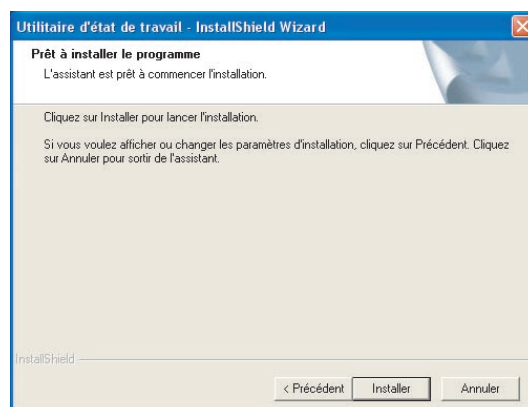 Utilitaire d'état de travail - InstallShield Wizard
Prêt à installer le programme
L'assistant est prêt à commencer l'installation.
Cliquez sur Installer pour lancer l'installation.
Si vous voulez afficher ou changer les paramètres d'installation, cliquez sur Précédent. Cliquez
sur Annuler pour sortir de l'assistant.
InstallShield
< Précédent
Installer
Annuler